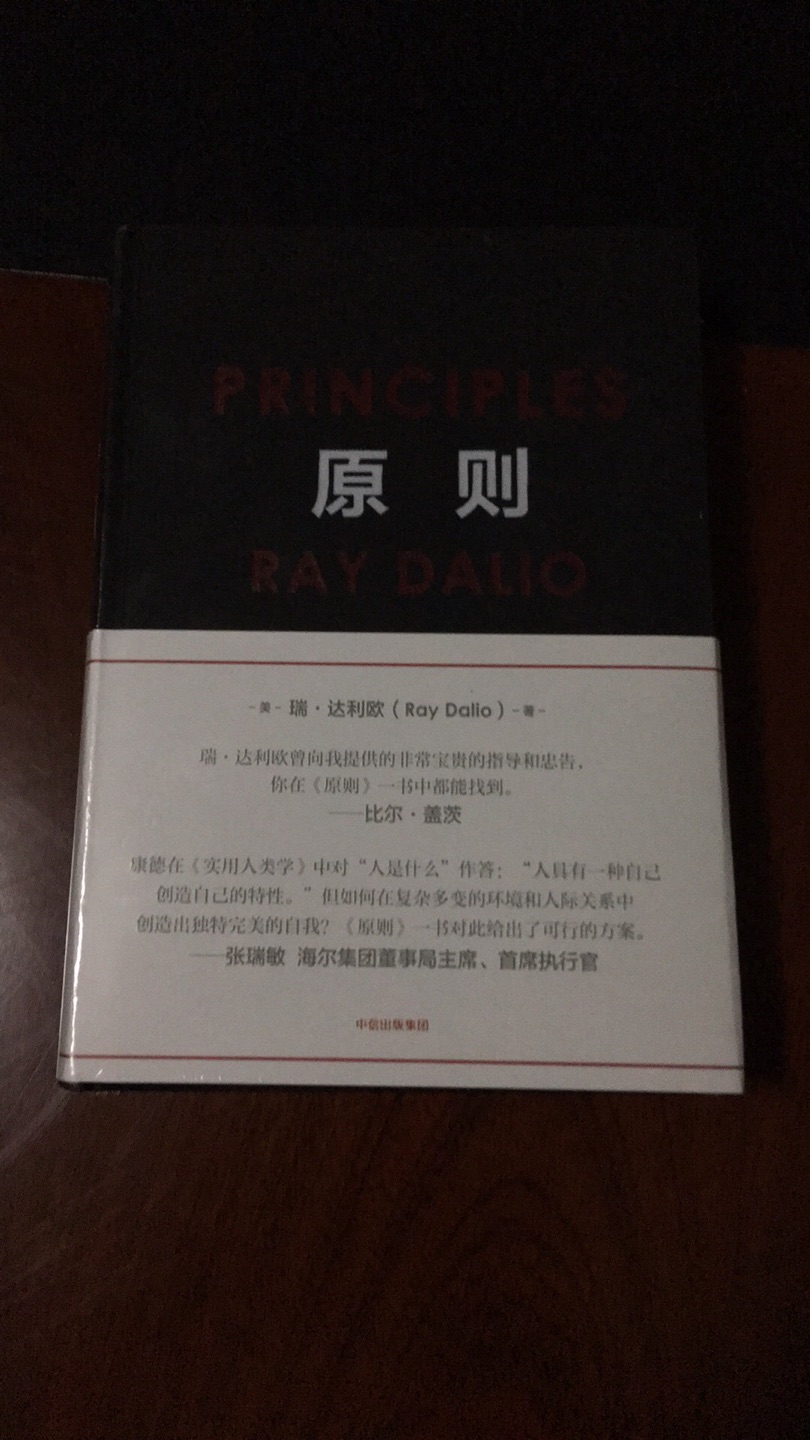 PRINCIPLES
原 则
RAY DALIO
-美- 瑞·达利欧（Ray Dalio）-著-
瑞·达利欧曾向我提供的非常宝贵的指导和忠告，
你在《原则》一书中都能找到。
——比尔·盖茨
康德在《实用人类学》中对“人是什么”作答：“人具有一种自己
创造自己的特性。”但如何在复杂多变的环境和人际关系中
创造出独特完美的自我？《原则》一书对此给出了可行的方案。
——张瑞敏 海尔集团董事局主席、首席执行官
中信出版集团